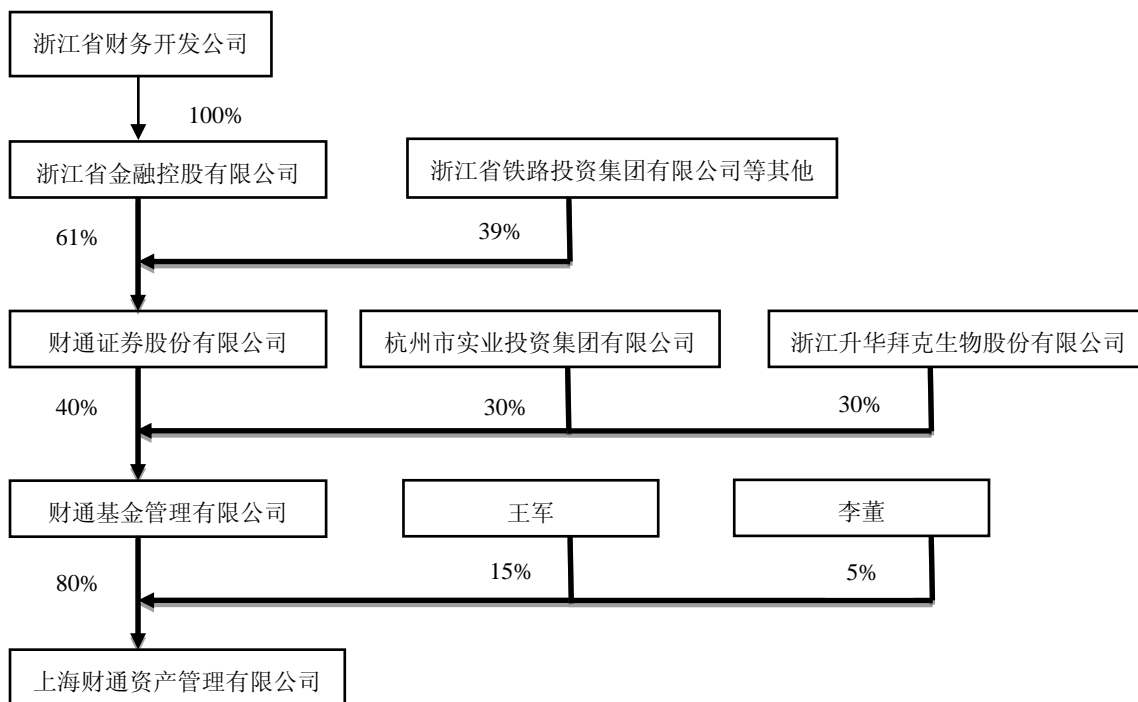 浙江省财务开发公司
100%
浙江省金融控股有限公司
浙江省铁路投资集团有限公司等其他
61%
39%
财通证券股份有限公司
杭州市实业投资集团有限公司
浙江升华拜克生物股份有限公司
40%
30%
30%
财通基金管理有限公司
王军
李董
80%
15%
5%
上海财通资产管理有限公司